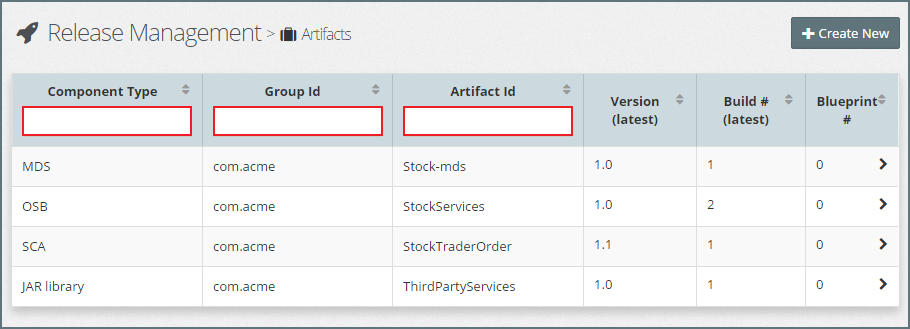 Release Management > Artifacts
Create New
Component Type Group Id Artifact Id Version (latest) Build # (latest) Blueprint #
MDS com.acme Stock-mds 1.0 1 0
OSB com.acme StockServices 1.0 2 0
SCA com.acme StockTraderOrder 1.1 1 0
JAR library com.acme ThirdPartyServices 1.0 1 0